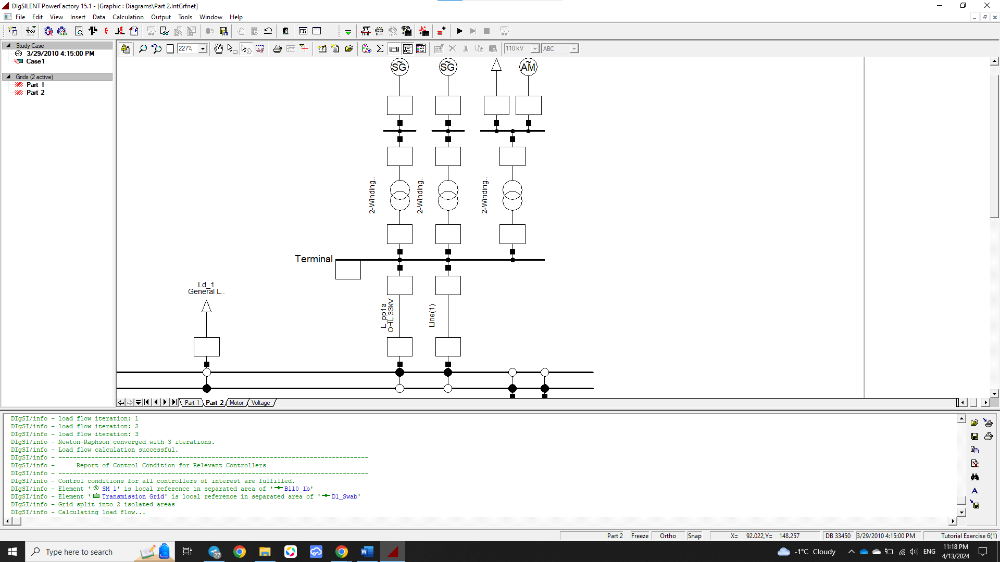 DIgSILENT PowerFactory 15.1 - [Graphic : Diagrams\Part 2.IntGrfnet]
File Edit View Insert Data Calculation Output Tools Window Help
Study Case
3/29/2010 4:15:00 PM
Case1
Grids (2 active)
Part 1
Part 2
227%
110 kV
ABC
SG
SG
AM
2-Winding..
2-Winding..
2-Winding..
Terminal
Ld_1
General L..
L_pp1a
OHL 33kV
Line(1)
Part 1 Part 2 Motor Voltage
DIgSI/info - load flow iteration: 1
DIgSI/info - load flow iteration: 2
DIgSI/info - load flow iteration: 3
DIgSI/info - Newton-Raphson converged with 3 iterations.
DIgSI/info - Load flow calculation successful.
DIgSI/info - -------------------------------------------------------------------------------------
DIgSI/info - Report of Control Condition for Relevant Controllers
DIgSI/info - -------------------------------------------------------------------------------------
DIgSI/info - Control conditions for all controllers of interest are fulfilled.
DIgSI/info - Element ' SM_1' is local reference in separated area of ' B110_1b'
DIgSI/info - Element ' Transmission Grid' is local reference in separated area of ' D1_Swab'
DIgSI/info - Grid split into 2 isolated areas
DIgSI/info - Calculating load flow...
Part 2 Freeze Ortho Snap X= 92.022,Y= 148.257 DB 33450 3/29/2010 4:15:00 PM Tutorial Exercise 6(1)
Type here to search
27
-1°C Cloudy
ENG
11:18 PM
4/13/2024